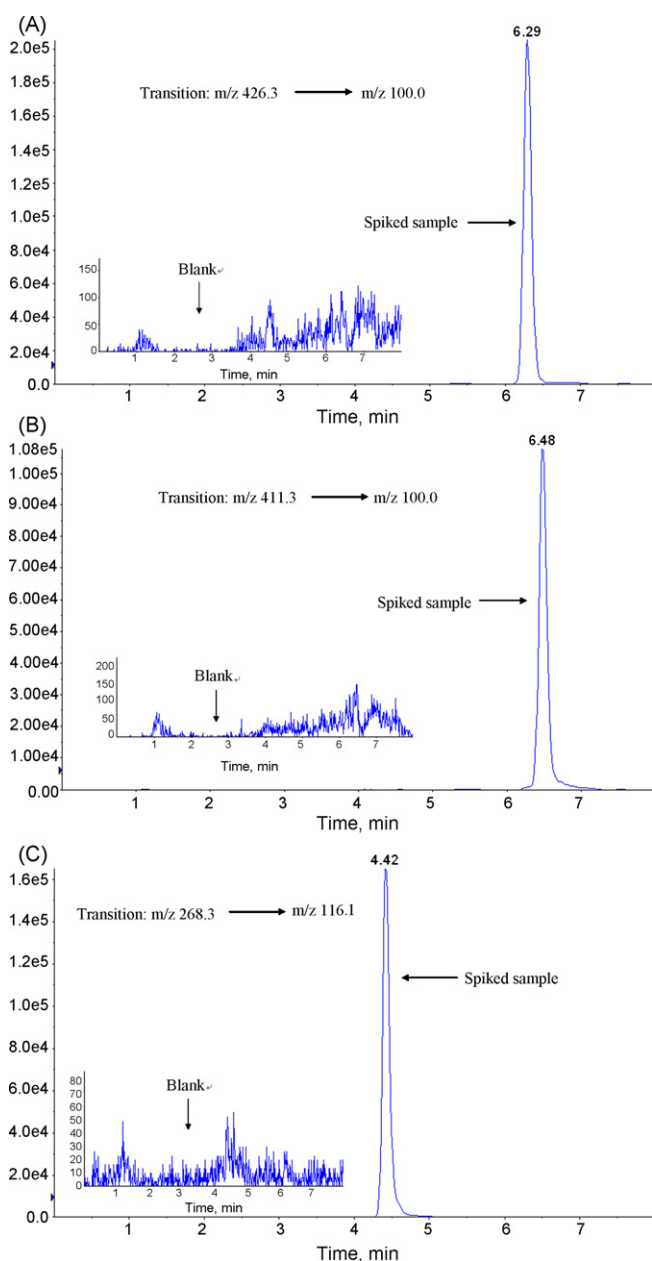 (A)
6.29
2.0e5
1.8e5
1.6e5
1.4e5
1.2e5
1.0e5
8.0e4
6.0e4
4.0e4
2.0e4
0.0
Transition: m/z 426.3 → m/z 100.0
Spiked sample
Blank
150
100
50
0
1 2 3 4 5 6 7
Time, min
1 2 3 4 5 6 7
Time, min
(B)
6.48
1.08e5
1.00e5
8.00e4
6.00e4
4.00e4
3.00e4
2.00e4
1.00e4
0.00
Transition: m/z 411.3 → m/z 100.0
Spiked sample
Blank
200
150
100
50
0
1 2 3 4 5 6 7
Time, min
1 2 3 4 5 6 7
Time, min
(C)
4.42
1.6e5
1.4e5
1.2e5
1.0e5
8.0e4
6.0e4
4.0e4
2.0e4
0.0
Transition: m/z 268.3 → m/z 116.1
Spiked sample
Blank
80
70
60
50
40
30
20
10
0
1 2 3 4 5 6 7
Time, min
1 2 3 4 5 6 7
Time, min